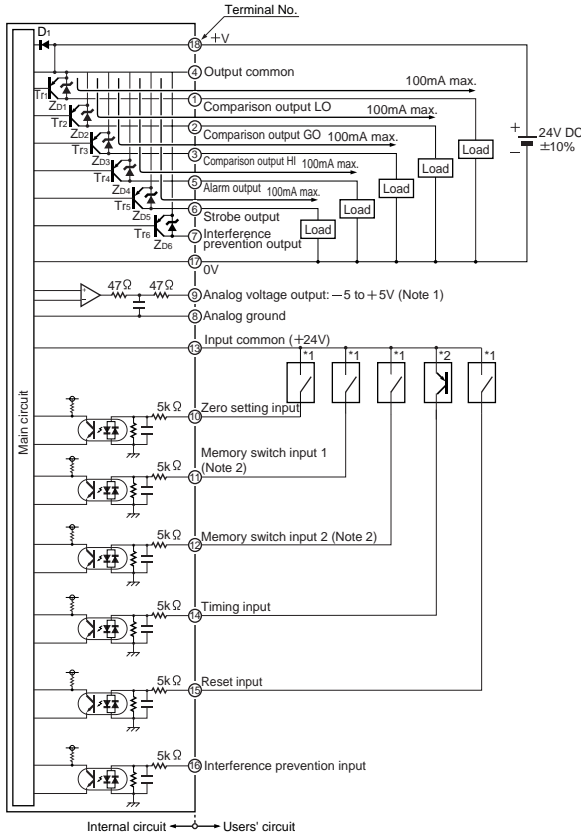 Terminal No.
D1
18 +V
4 Output common
100mA max.
Tr1
ZD1
1 Comparison output LO
100mA max.
Tr2
ZD2
2 Comparison output GO
100mA max.
Tr3
ZD3
3 Comparison output HI
100mA max.
Tr4
ZD4
5 Alarm output
100mA max.
Tr5
ZD5
6 Strobe output
Tr6
ZD6
7 Interference prevention output
Load
Load
Load
Load
Load
+
−
24V DC
±10%
17 0V
47Ω
47Ω
+
−
9 Analog voltage output: −5 to +5V (Note 1)
8 Analog ground
13 Input common (+24V)
*1
*1
*1
*2
*1
Main circuit
5kΩ
10 Zero setting input
5kΩ
11 Memory switch input 1
(Note 2)
5kΩ
12 Memory switch input 2 (Note 2)
5kΩ
14 Timing input
5kΩ
15 Reset input
5kΩ
16 Interference prevention input
Internal circuit
Users' circuit